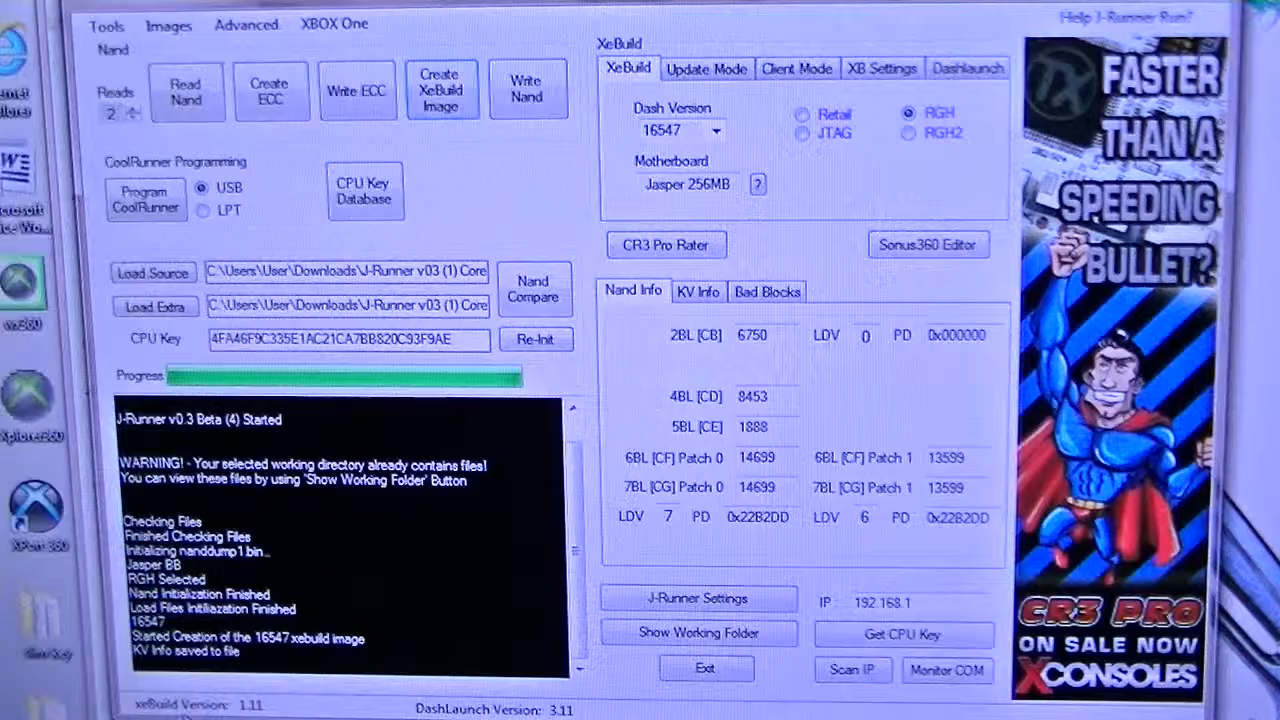 Tools Images Advanced XBOX One
Help J-Runner Run?
Nand
Reads
2
Read Nand
Create ECC
Write ECC
Create XeBuild Image
Write Nand
CoolRunner Programming
Program CoolRunner
USB
LPT
CPU Key Database
Load Source C:\Users\User\Downloads\J-Runner v03 (1) Core
Load Extra C:\Users\User\Downloads\J-Runner v03 (1) Core
Nand Compare
CPU Key 4FA46F9C335E1AC21CA7BB820C93F9AE
Re-Init
Progress
J-Runner v0.3 Beta (4) Started
WARNING! - Your selected working directory already contains files!
You can view these files by using 'Show Working Folder' Button
Checking Files
Finished Checking Files
Initializing nanddump1.bin...
Jasper BB
RGH Selected
Nand Initialization Finished
Load Files Intiliazation Finished
16547
Started Creation of the 16547 xebuild image
KV Info saved to file
xeBuild Version: 1.11
DashLaunch Version: 3.11
XeBuild
XeBuild Update Mode Client Mode XB Settings Dashlaunch
Dash Version
16547
Retail
JTAG
RGH
RGH2
Motherboard
Jasper 256MB ?
CR3 Pro Rater
Sonus360 Editor
Nand Info KV Info Bad Blocks
2BL [CB] 6750 LDV 0 PD 0x000000
4BL [CD] 8453
5BL [CE] 1888
6BL [CF] Patch 0 14699 6BL [CF] Patch 1 13599
7BL [CG] Patch 0 14699 7BL [CG] Patch 1 13599
LDV 7 PD 0x22B2DD LDV 6 PD 0x22B2DD
J-Runner Settings
IP : 192.168.1
Show Working Folder
Get CPU Key
Exit
Scan IP
Monitor COM
TX
FASTER
THAN A
SPEEDING
BULLET?
CR3 PRO
ON SALE NOW
XCONSOLES